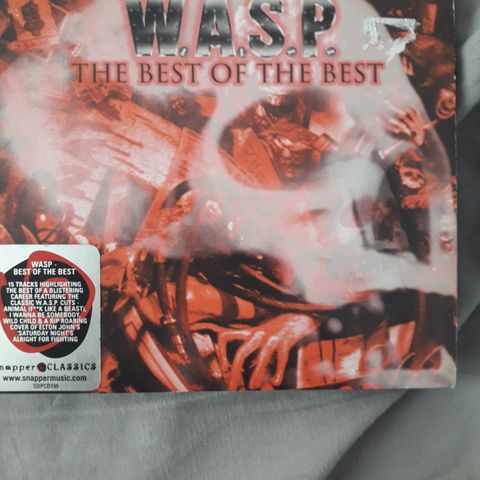 W.A.S.P.
THE BEST OF THE BEST
WASP -
BEST OF THE BEST
15 TRACKS HIGHLIGHTING
THE BEST OF A BLISTERING
CAREER FEATURING THE
CLASSIC W.A.S.P. CUTS -
ANIMAL (F**K LIKE A BEAST),
I WANNA BE SOMEBODY,
WILD CHILD & A RIP ROARING
COVER OF ELTON JOHN'S
'SATURDAY NIGHT'S
ALRIGHT FOR FIGHTING
snapper CLASSICS
www.snappermusic.com
SDPCD155